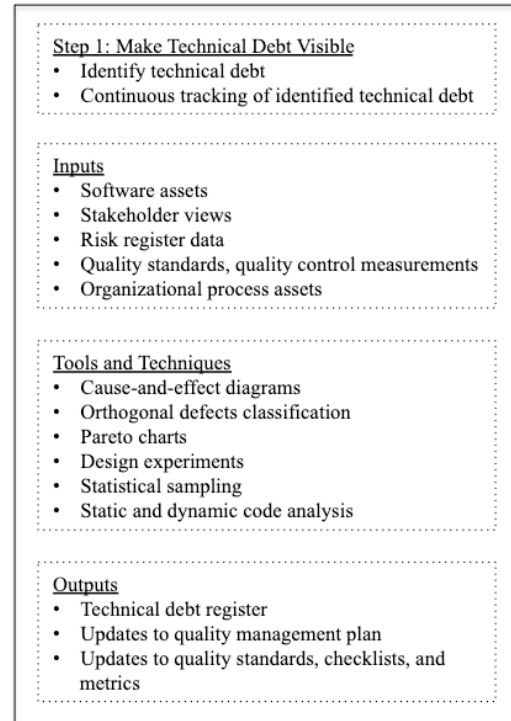 Step 1: Make Technical Debt Visible
• Identify technical debt
• Continuous tracking of identified technical debt
Inputs
• Software assets
• Stakeholder views
• Risk register data
• Quality standards, quality control measurements
• Organizational process assets
Tools and Techniques
• Cause-and-effect diagrams
• Orthogonal defects classification
• Pareto charts
• Design experiments
• Statistical sampling
• Static and dynamic code analysis
Outputs
• Technical debt register
• Updates to quality management plan
• Updates to quality standards, checklists, and
metrics